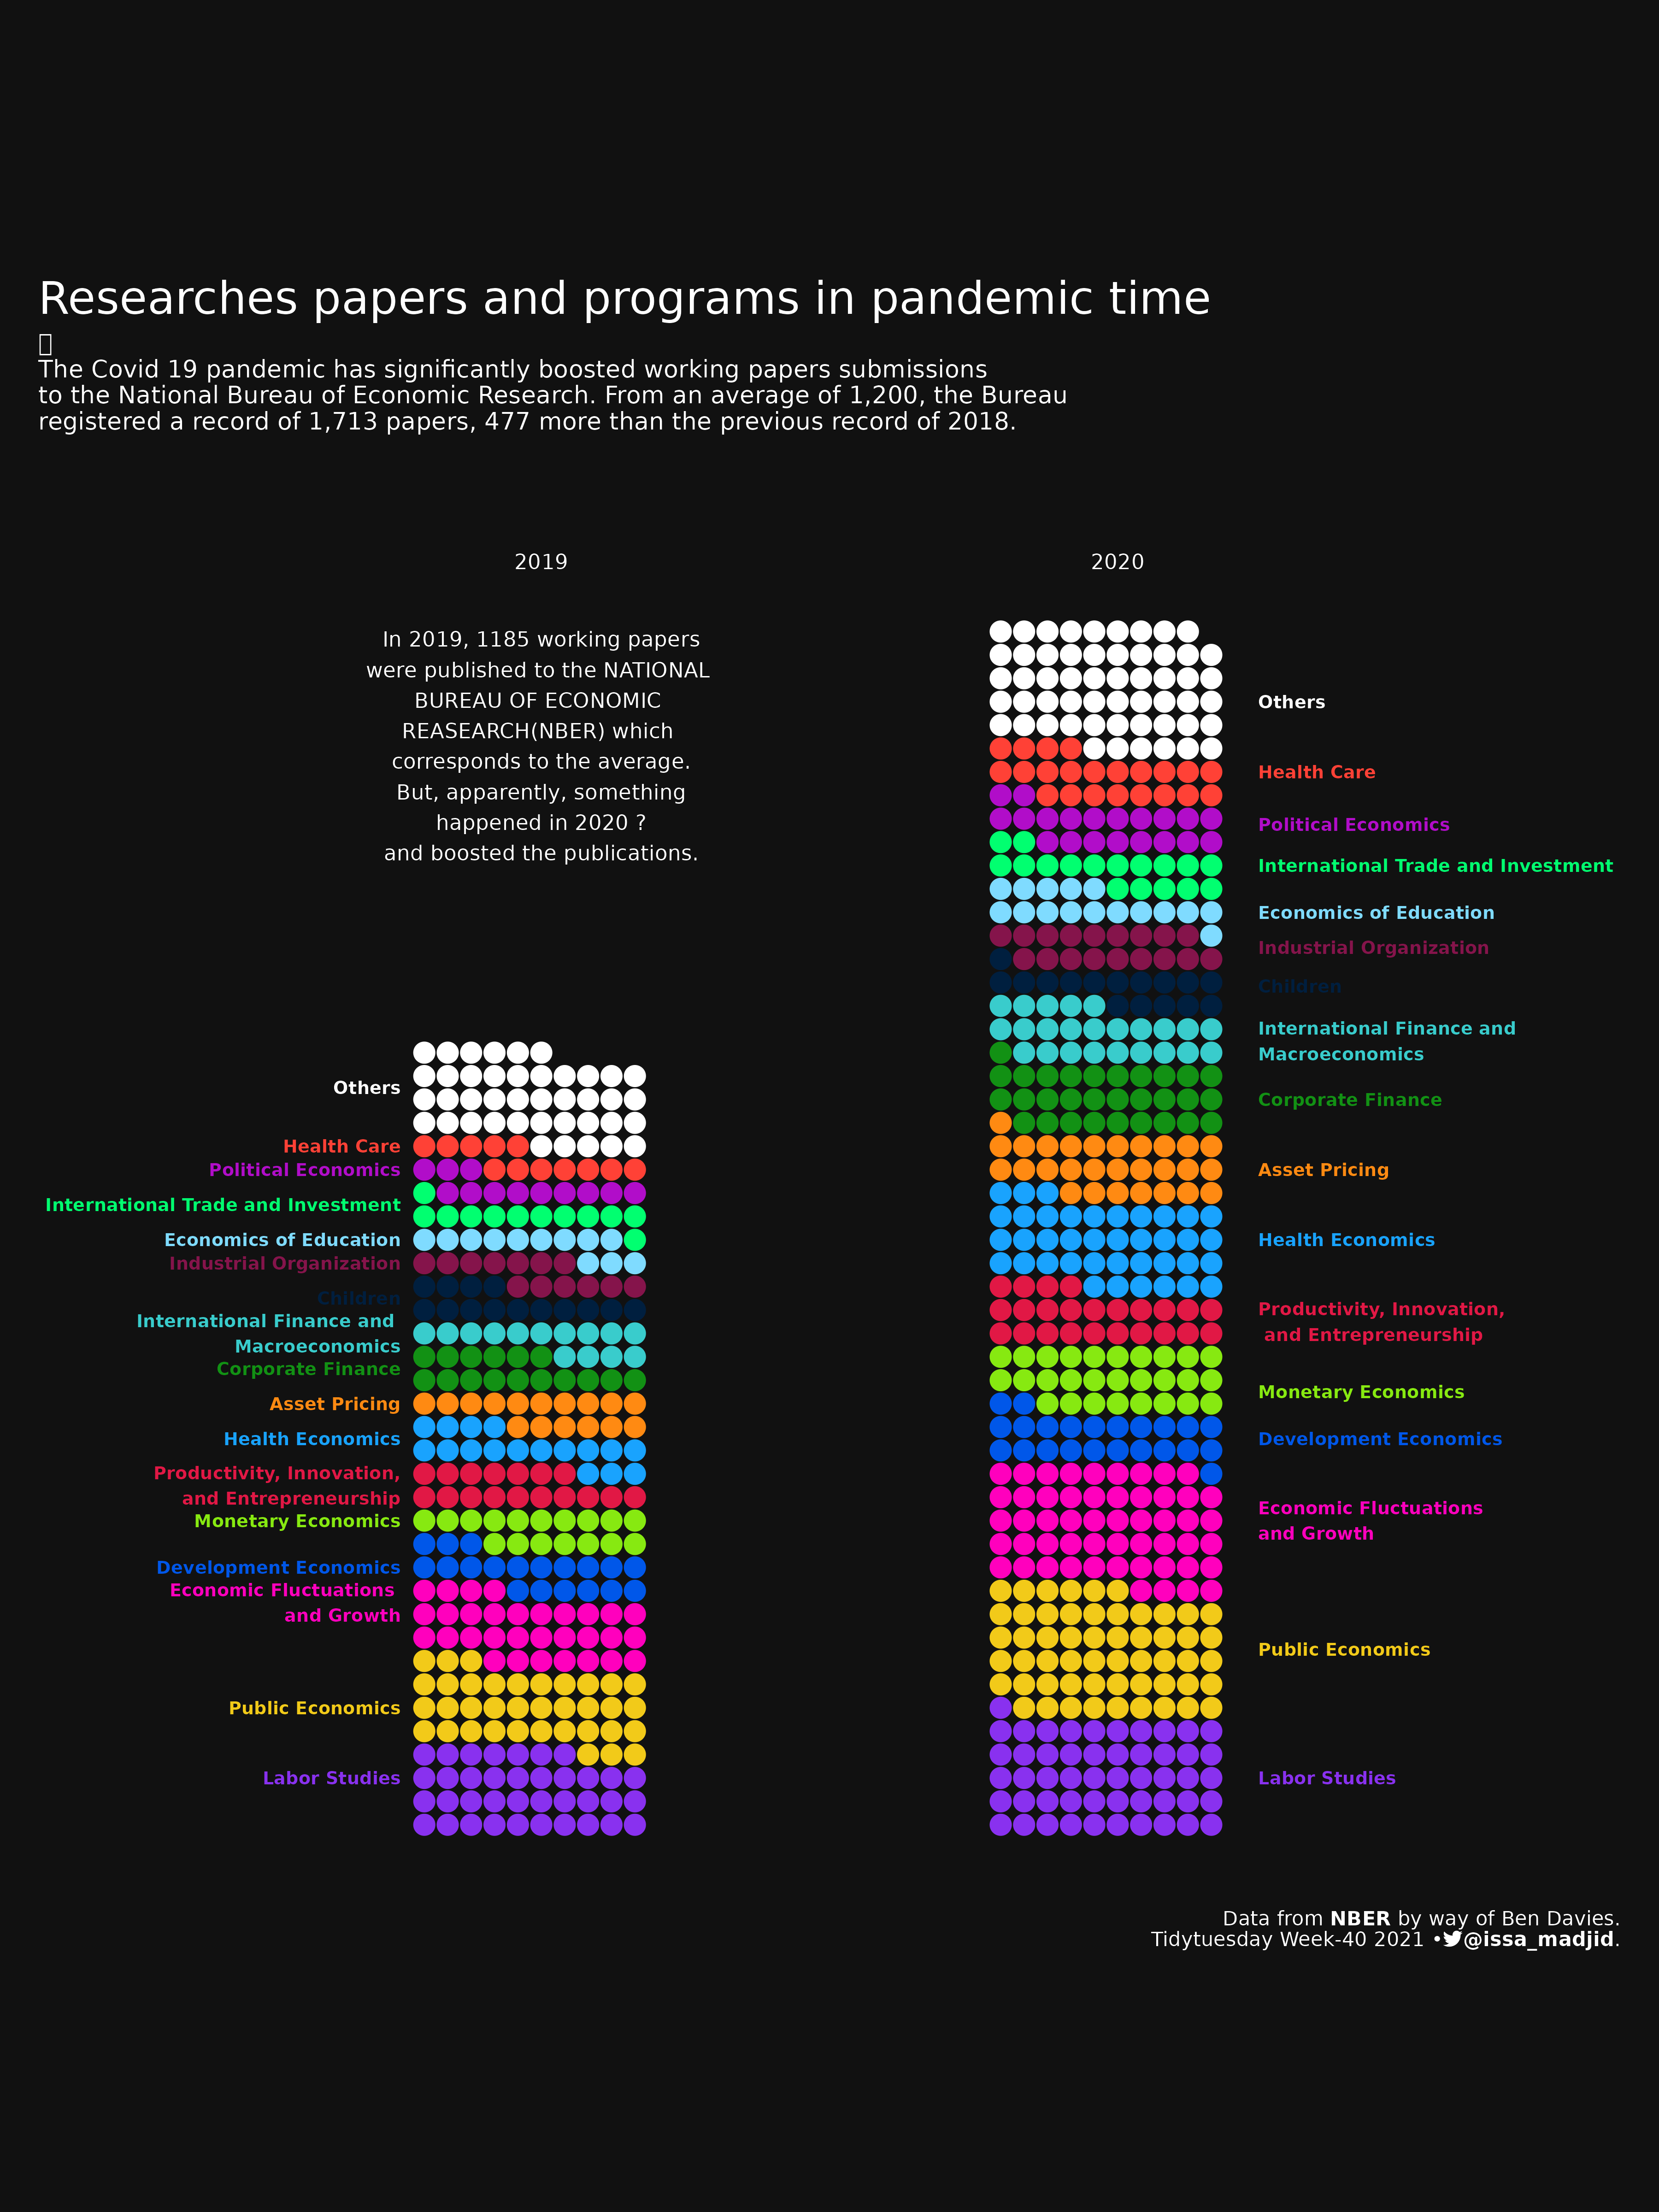 Researches papers and programs in pandemic time
The Covid 19 pandemic has significantly boosted working papers submissions
to the National Bureau of Economic Research. From an average of 1,200, the Bureau
registered a record of 1,713 papers, 477 more than the previous record of 2018.
2019
In 2019, 1185 working papers
were published to the NATIONAL
BUREAU OF ECONOMIC
REASEARCH(NBER) which
corresponds to the average.
But, apparently, something
happened in 2020 ?
and boosted the publications.
Others
Health Care
Political Economics
International Trade and Investment
Economics of Education
Industrial Organization
Children
International Finance and
Macroeconomics
Corporate Finance
Asset Pricing
Health Economics
Productivity, Innovation,
and Entrepreneurship
Monetary Economics
Development Economics
Economic Fluctuations
and Growth
Public Economics
Labor Studies
2020
Others
Health Care
Political Economics
International Trade and Investment
Economics of Education
Industrial Organization
Children
International Finance and
Macroeconomics
Corporate Finance
Asset Pricing
Health Economics
Productivity, Innovation,
and Entrepreneurship
Monetary Economics
Development Economics
Economic Fluctuations
and Growth
Public Economics
Labor Studies
Data from NBER by way of Ben Davies.
Tidytuesday Week-40 2021 •@issa_madjid.